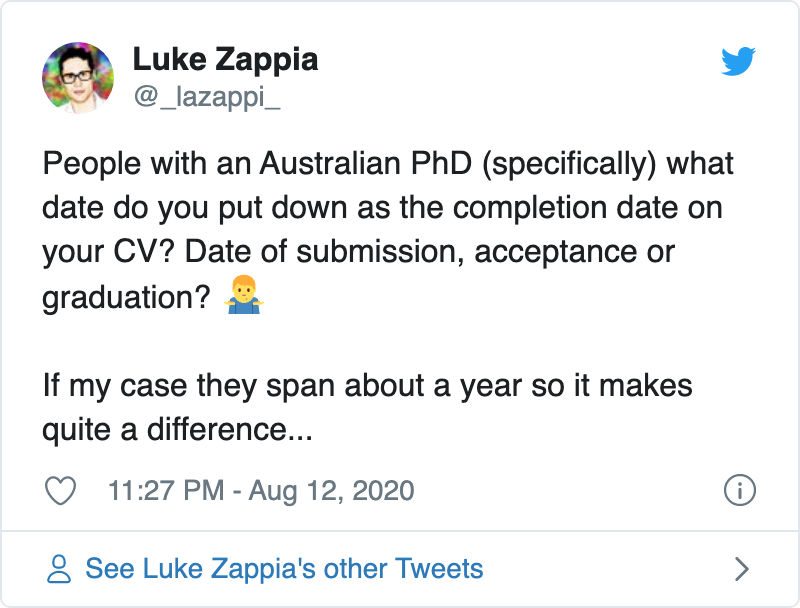 Luke Zappia
@_lazappi_
People with an Australian PhD (specifically) what
date do you put down as the completion date on
your CV? Date of submission, acceptance or
graduation? 🤷‍♂️
If my case they span about a year so it makes
quite a difference...
11:27 PM - Aug 12, 2020
See Luke Zappia's other Tweets